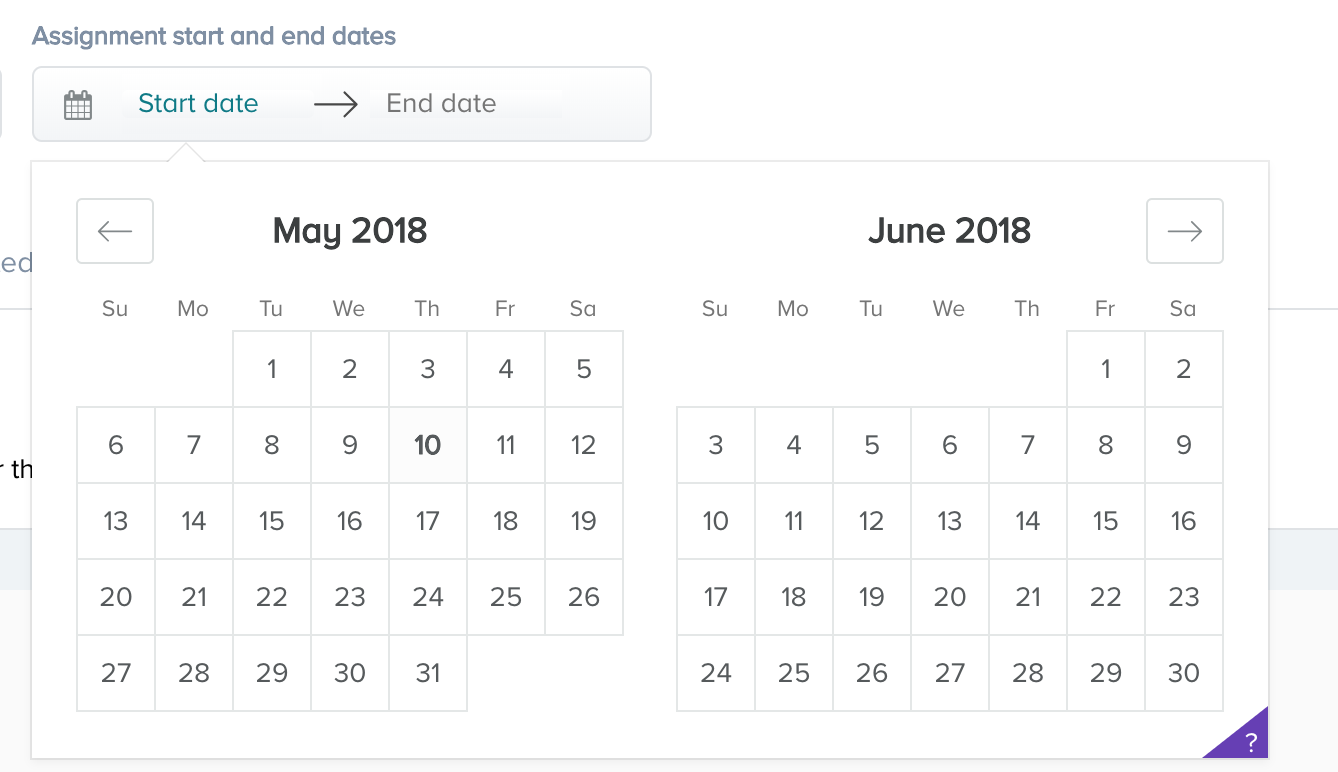 Assignment start and end dates
Start date → End date
← May 2018
June 2018 →
Su Mo Tu We Th Fr Sa
1 2 3 4 5
6 7 8 9 10 11 12
13 14 15 16 17 18 19
20 21 22 23 24 25 26
27 28 29 30 31
Su Mo Tu We Th Fr Sa
1 2
3 4 5 6 7 8 9
10 11 12 13 14 15 16
17 18 19 20 21 22 23
24 25 26 27 28 29 30
ed
th
?